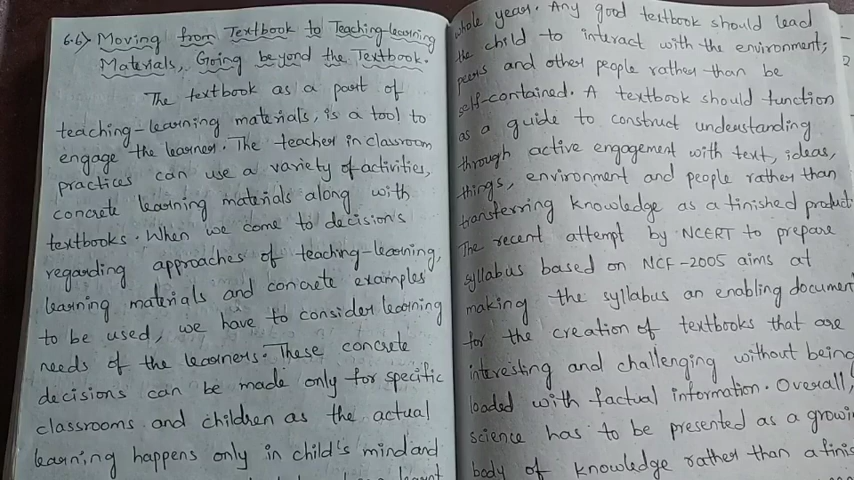 6.6) Moving from Textbook to Teaching-learning
Materials, Going beyond the Textbook.
The textbook as a part of
teaching-learning materials, is a tool to
engage the learner. The teacher in classroom
practices can use a variety of activities,
concrete learning materials along with
textbooks. When we come to decision's
regarding approaches of teaching-learning,
learning materials and concrete examples
to be used, we have to consider learning
needs of the learners. These concrete
decisions can be made only for specific
classrooms and children as the actual
learning happens only in child's mind and
whole year. Any good textbook should lead
the child to interact with the environment,
peers and other people rather than be
self-contained. A textbook should function
as a guide to construct understanding
through active engagement with text, ideas,
things, environment and people rather than
transferring knowledge as a finished product
The recent attempt by NCERT to prepare
syllabus based on NCF-2005 aims at
making the syllabus an enabling document
for the creation of textbooks that are
interesting and challenging without being
loaded with factual information. Overall,
science has to be presented as a growi
body of knowledge rather than a finis